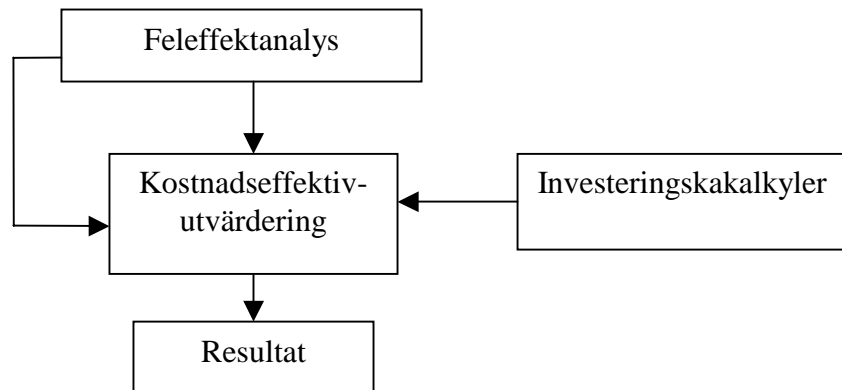 Feleffektanalys
Kostnadseffektiv-
utvärdering
Investeringskakalkyler
Resultat